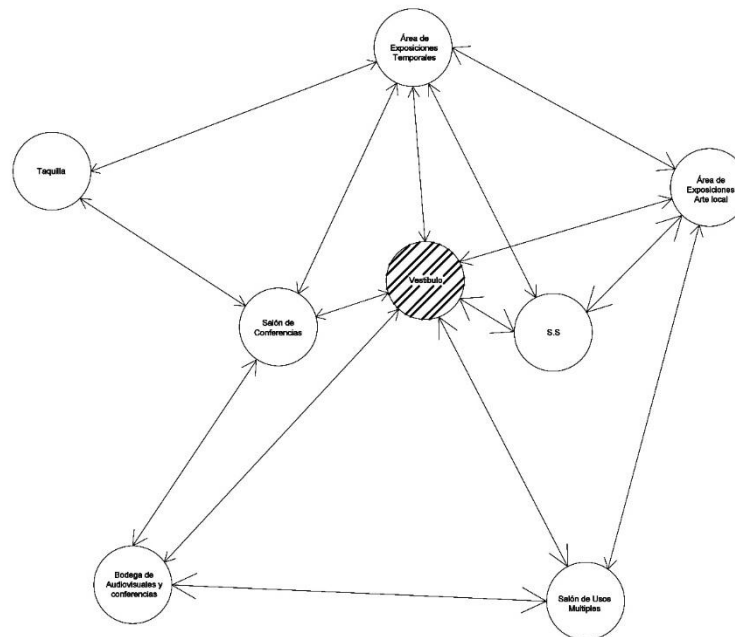 Área de
Exposiciones
Temporales
Taquilla
Área de
Exposiciones
Arte local
Vestibulo
Salón de
Conferencias
S.S
Bodega de
Audiovisuales y
conferencias
Salón de Usos
Multiples